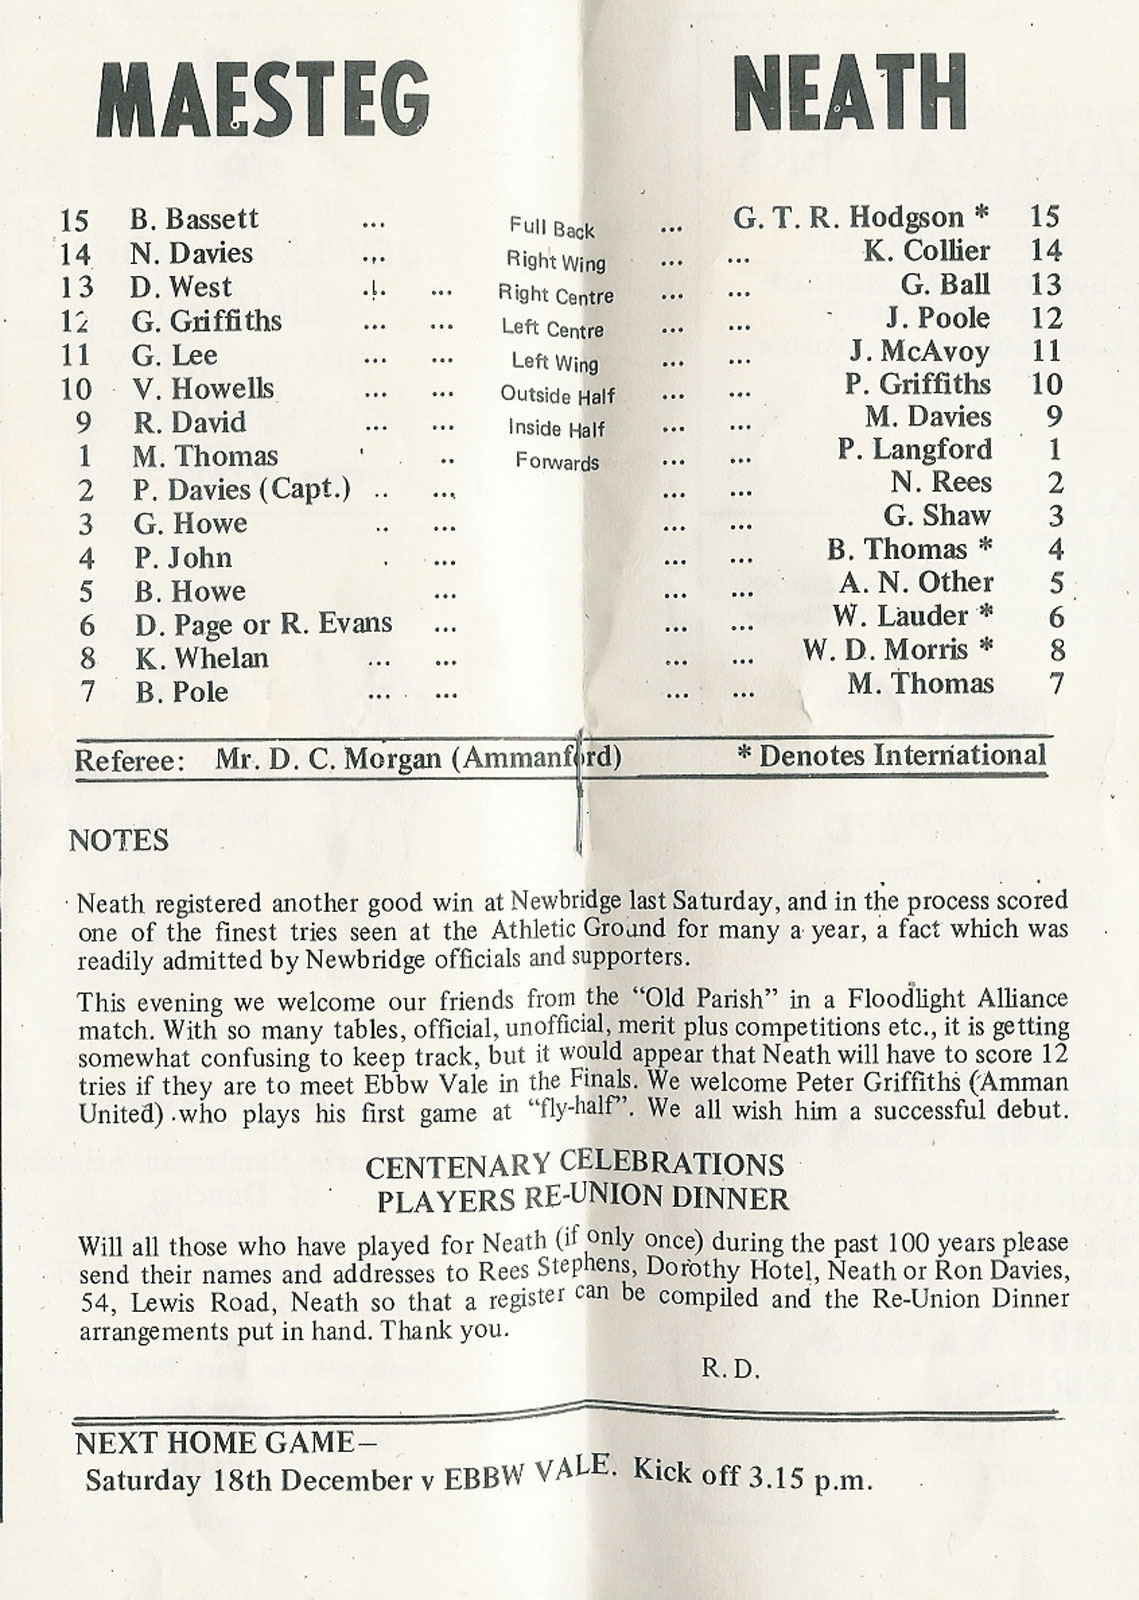 MAESTEG NEATH
15 B. Bassett ... Full Back ... G. T. R. Hodgson * 15
14 N. Davies ... Right Wing ... ... K. Collier 14
13 D. West ... ... Right Centre ... ... G. Ball 13
12 G. Griffiths ... ... Left Centre ... ... J. Poole 12
11 G. Lee ... ... Left Wing ... ... J. McAvoy 11
10 V. Howells ... ... Outside Half ... ... P. Griffiths 10
9 R. David ... ... Inside Half ... ... M. Davies 9
1 M. Thomas .. Forwards ... ... P. Langford 1
2 P. Davies (Capt.) .. ... ... ... N. Rees 2
3 G. Howe .. ... ... ... G. Shaw 3
4 P. John . ... ... ... B. Thomas * 4
5 B. Howe ... ... ... A. N. Other 5
6 D. Page or R. Evans ... ... ... W. Lauder * 6
8 K. Whelan ... ... ... ... W. D. Morris * 8
7 B. Pole ... ... ... ... M. Thomas 7
Referee: Mr. D. C. Morgan (Ammanford) * Denotes International
NOTES
Neath registered another good win at Newbridge last Saturday, and in the process scored
one of the finest tries seen at the Athletic Ground for many a year, a fact which was
readily admitted by Newbridge officials and supporters.
This evening we welcome our friends from the “Old Parish” in a Floodlight Alliance
match. With so many tables, official, unofficial, merit plus competitions etc., it is getting
somewhat confusing to keep track, but it would appear that Neath will have to score 12
tries if they are to meet Ebbw Vale in the Finals. We welcome Peter Griffiths (Amman
United) who plays his first game at “fly-half”. We all wish him a successful debut.
CENTENARY CELEBRATIONS
PLAYERS RE-UNION DINNER
Will all those who have played for Neath (if only once) during the past 100 years please
send their names and addresses to Rees Stephens, Dorothy Hotel, Neath or Ron Davies,
54, Lewis Road, Neath so that a register can be compiled and the Re-Union Dinner
arrangements put in hand. Thank you.
R. D.
NEXT HOME GAME—
Saturday 18th December v EBBW VALE. Kick off 3.15 p.m.